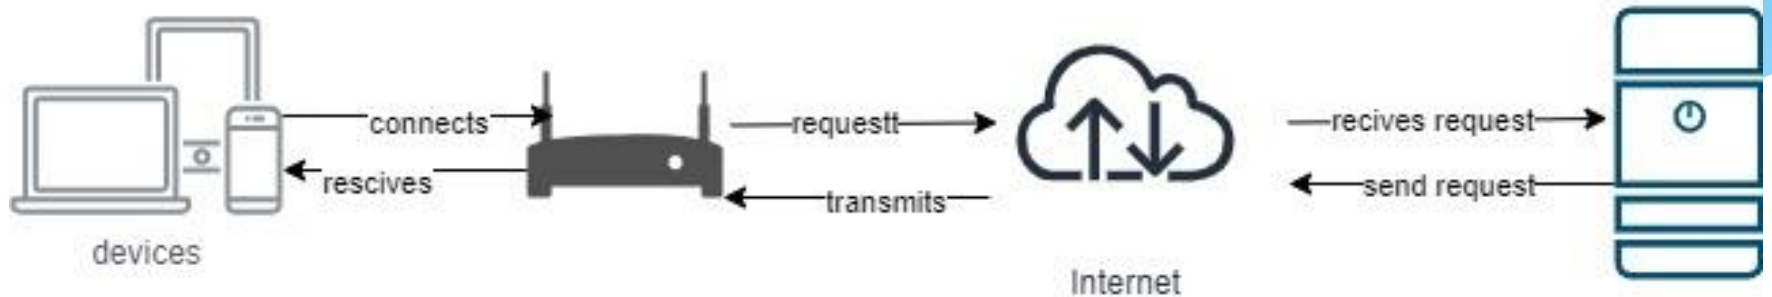 connects
requestt
recives request
rescives
transmits
send request
devices
Internet